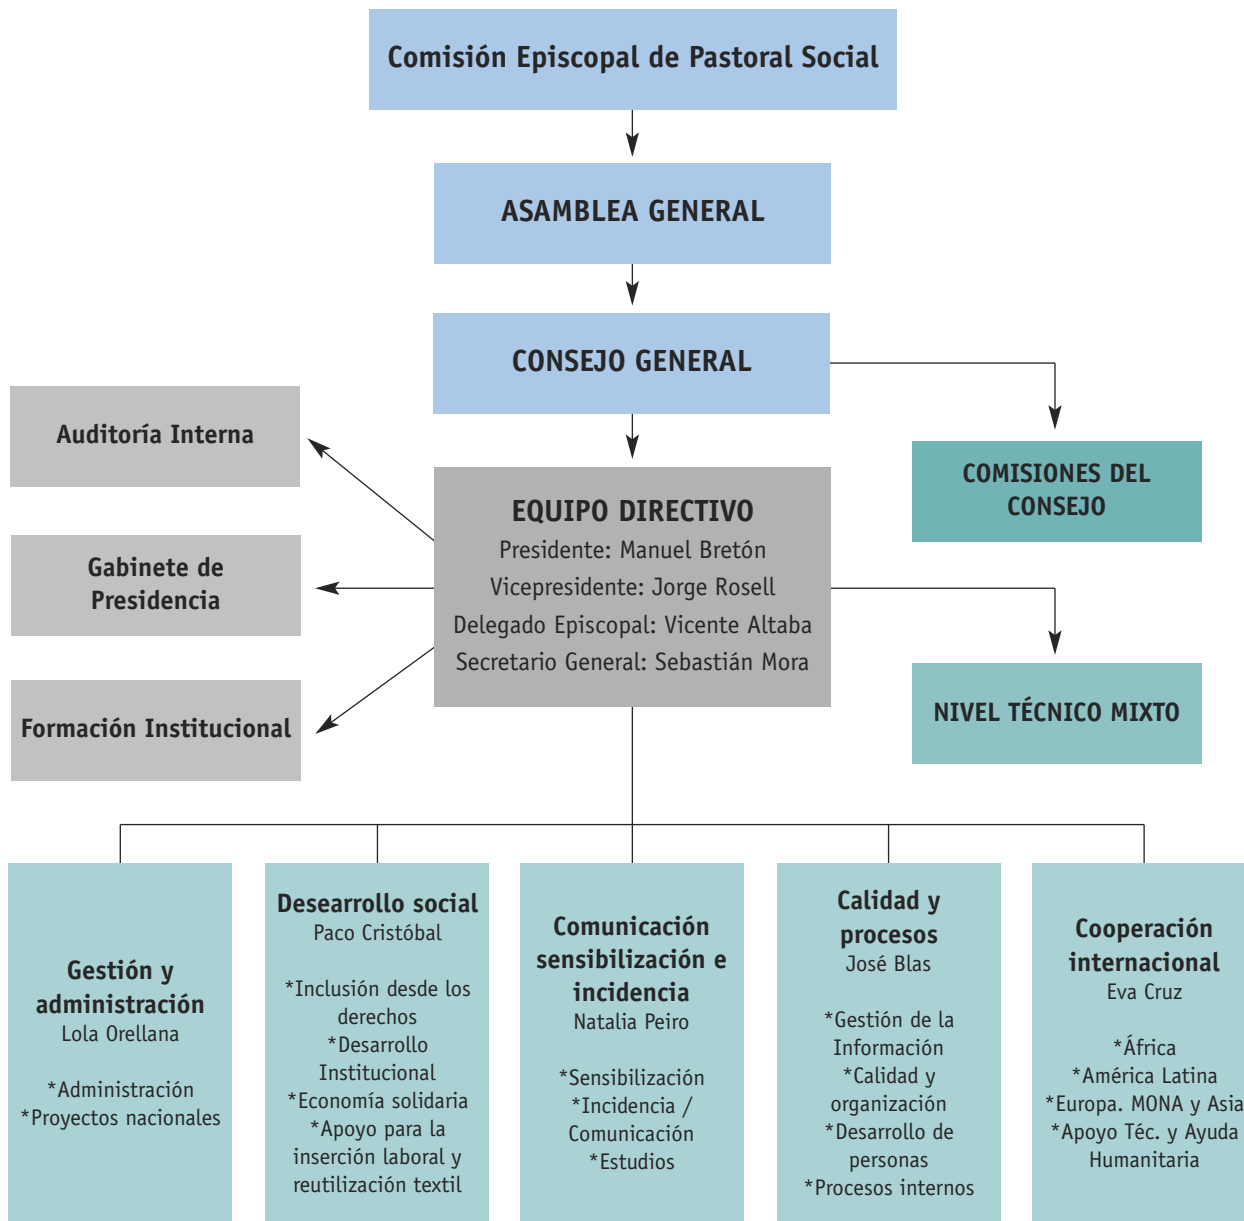 Comisión Episcopal de Pastoral Social
ASAMBLEA GENERAL
CONSEJO GENERAL
Auditoría Interna
COMISIONES DEL
CONSEJO
EQUIPO DIRECTIVO
Presidente: Manuel Bretón
Vicepresidente: Jorge Rosell
Delegado Episcopal: Vicente Altaba
Secretario General: Sebastián Mora
Gabinete de
Presidencia
Formación Institucional
NIVEL TÉCNICO MIXTO
Gestión y
administración
Lola Orellana
*Administración
*Proyectos nacionales
Desearrollo social
Paco Cristóbal
*Inclusión desde los
derechos
*Desarrollo
Institucional
*Economía solidaria
*Apoyo para la
inserción laboral y
reutilización textil
Comunicación
sensibilización e
incidencia
Natalia Peiro
*Sensibilización
*Incidencia /
Comunicación
*Estudios
Calidad y
procesos
José Blas
*Gestión de la
Información
*Calidad y
organización
*Desarrollo de
personas
*Procesos internos
Cooperación
internacional
Eva Cruz
*África
*América Latina
*Europa. MONA y Asia
*Apoyo Téc. y Ayuda
Humanitaria